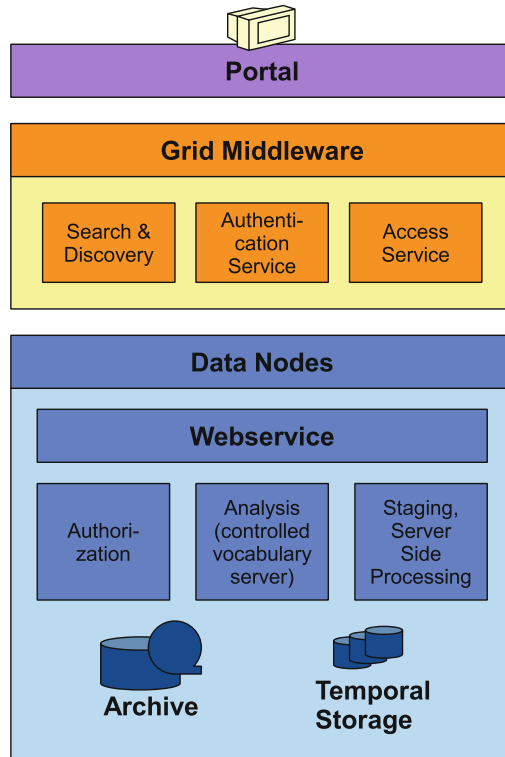 Portal
Grid Middleware
Search &
Discovery
Authenti-
cation
Service
Access
Service
Data Nodes
Webservice
Authori-
zation
Analysis
(controlled
vocabulary
server)
Staging,
Server
Side
Processing
Archive
Temporal
Storage